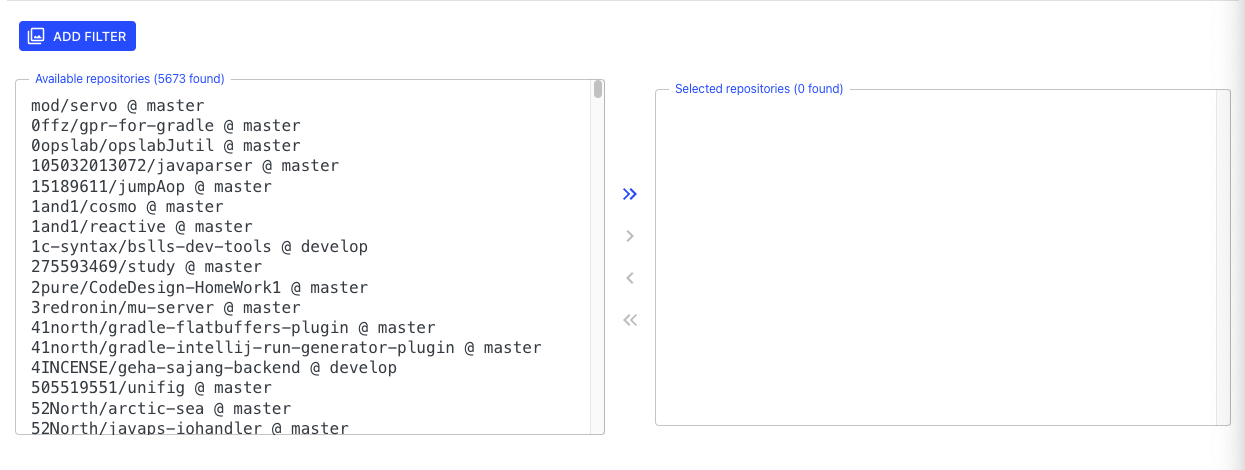 ADD FILTER
Available repositories (5673 found)
mod/servo @ master
0ffz/gpr-for-gradle @ master
0opslab/opslabJutil @ master
105032013072/javaparser @ master
15189611/jumpAop @ master
1and1/cosmo @ master
1and1/reactive @ master
1c-syntax/bslls-dev-tools @ develop
275593469/study @ master
2pure/CodeDesign-HomeWork1 @ master
3redronin/mu-server @ master
41north/gradle-flatbuffers-plugin @ master
41north/gradle-intellij-run-generator-plugin @ master
4INCENSE/geha-sajang-backend @ develop
505519551/unifig @ master
52North/arctic-sea @ master
52North/javaps-iohandler @ master
Selected repositories (0 found)